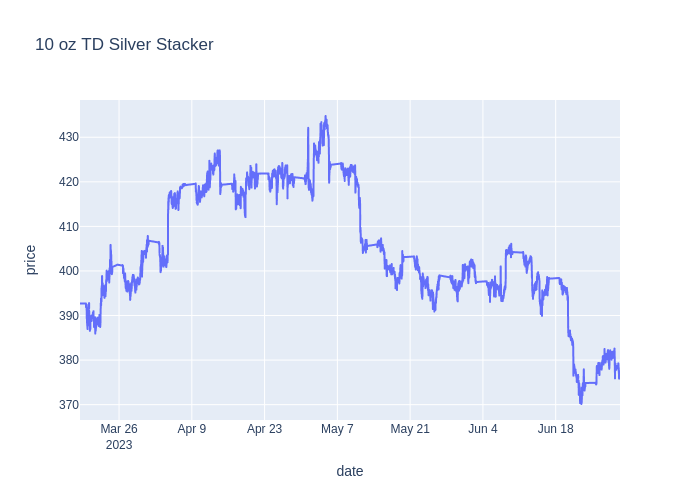 10 oz TD Silver Stacker
price
430
420
410
400
390
380
370
Mar 26
2023
Apr 9
Apr 23
May 7
May 21
Jun 4
Jun 18
date